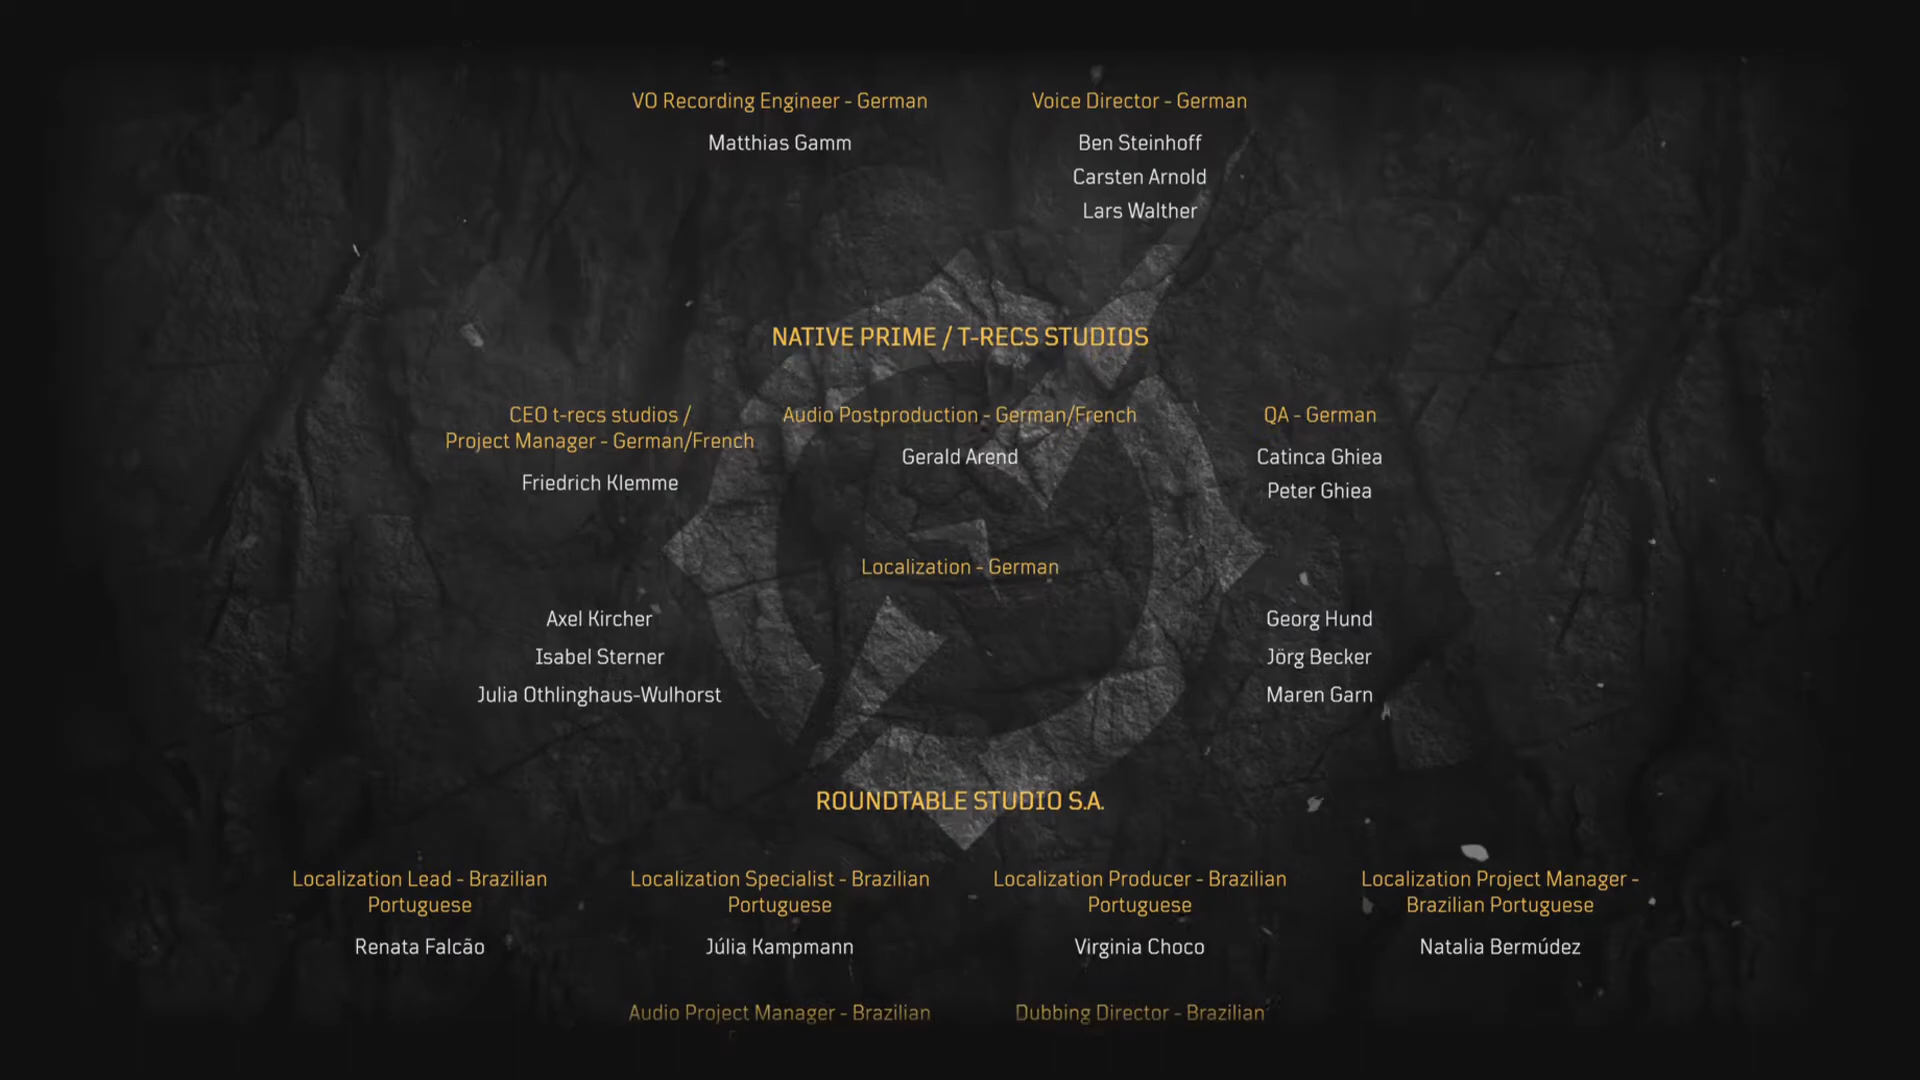 VO Recording Engineer - German
Matthias Gamm
Voice Director - German
Ben Steinhoff
Carsten Arnold
Lars Walther
NATIVE PRIME / T-RECS STUDIOS
CEO t-recs studios /
Project Manager - German/French
Friedrich Klemme
Audio Postproduction - German/French
Gerald Arend
QA - German
Catinca Ghiea
Peter Ghiea
Localization - German
Axel Kircher
Isabel Sterner
Julia Othlinghaus-Wulhorst
Georg Hund
Jörg Becker
Maren Garn
ROUNDTABLE STUDIO S.A.
Localization Lead - Brazilian
Portuguese
Renata Falcão
Localization Specialist - Brazilian
Portuguese
Júlia Kampmann
Localization Producer - Brazilian
Portuguese
Virginia Choco
Localization Project Manager -
Brazilian Portuguese
Natalia Bermúdez
Audio Project Manager - Brazilian
Dubbing Director - Brazilian